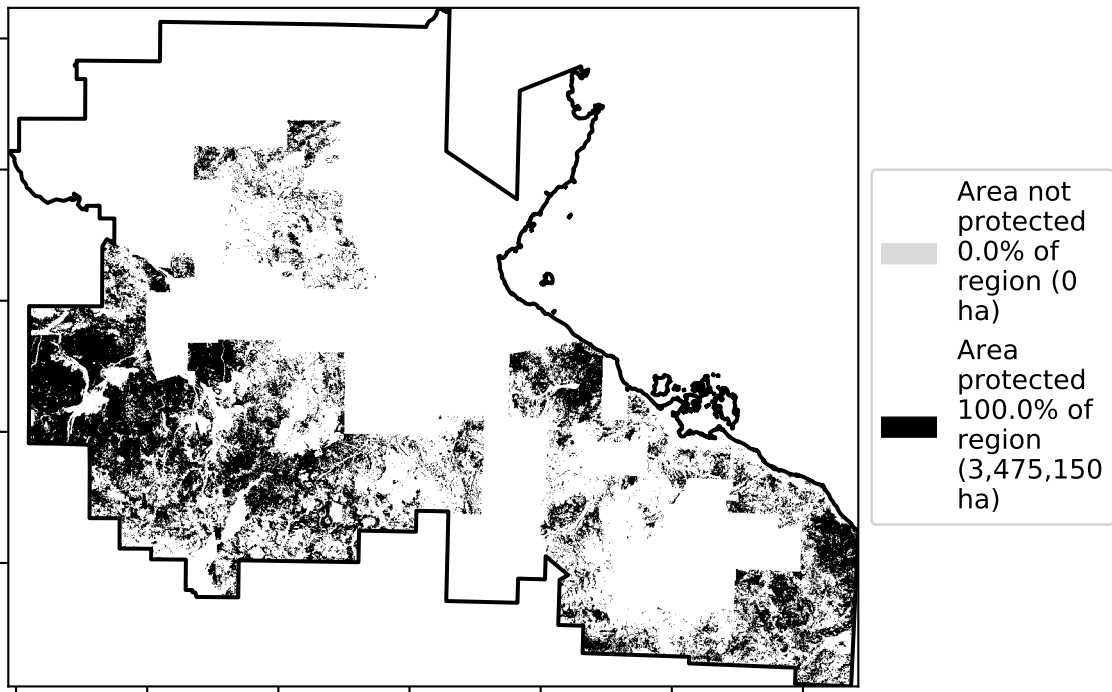 Area not
protected
0.0% of
region (0
ha)
Area
protected
100.0% of
region
(3,475,150
ha)